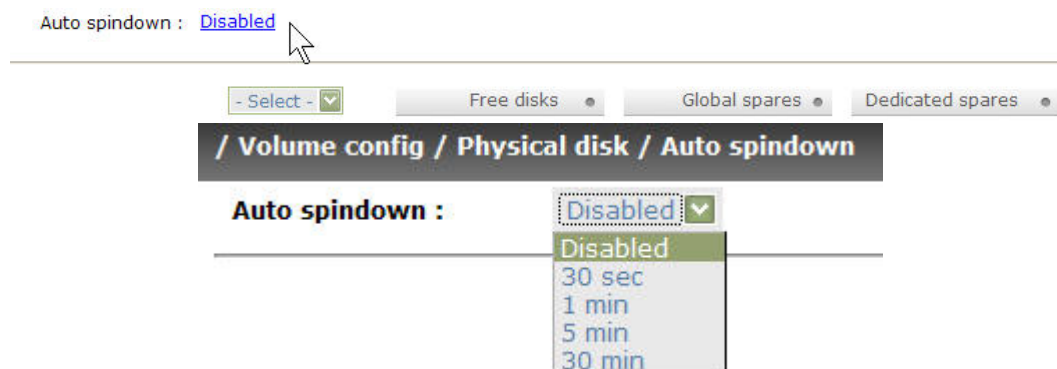 Auto spindown : Disabled
- Select - Free disks Global spares Dedicated spares
/ Volume config / Physical disk / Auto spindown
Auto spindown : Disabled
Disabled
30 sec
1 min
5 min
30 min